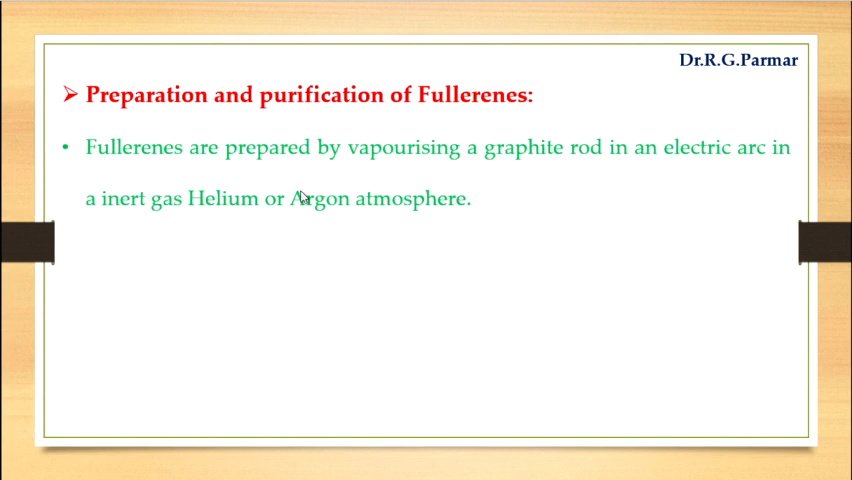 Dr.R.G.Parmar
➢ Preparation and purification of Fullerenes:
• Fullerenes are prepared by vapourising a graphite rod in an electric arc in
a inert gas Helium or Argon atmosphere.